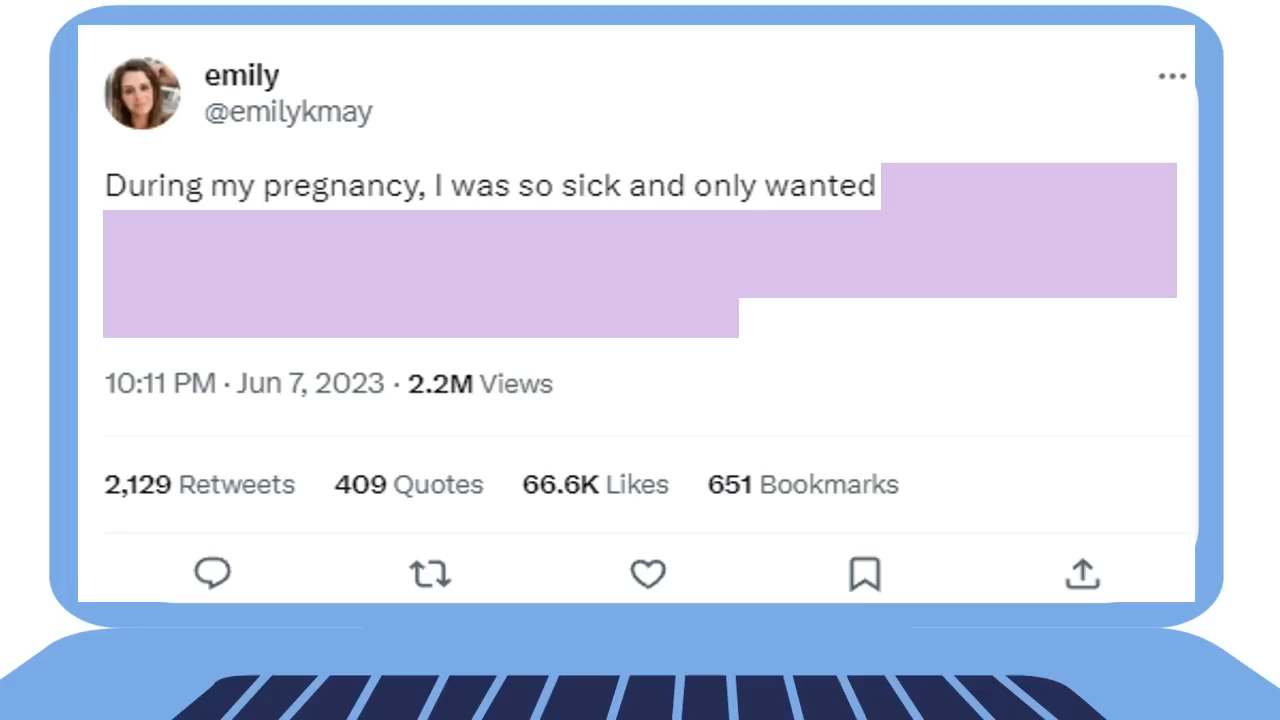 emily
@emilykmay
During my pregnancy, I was so sick and only wanted
10:11 PM · Jun 7, 2023 · 2.2M Views
2,129 Retweets 409 Quotes 66.6K Likes 651 Bookmarks